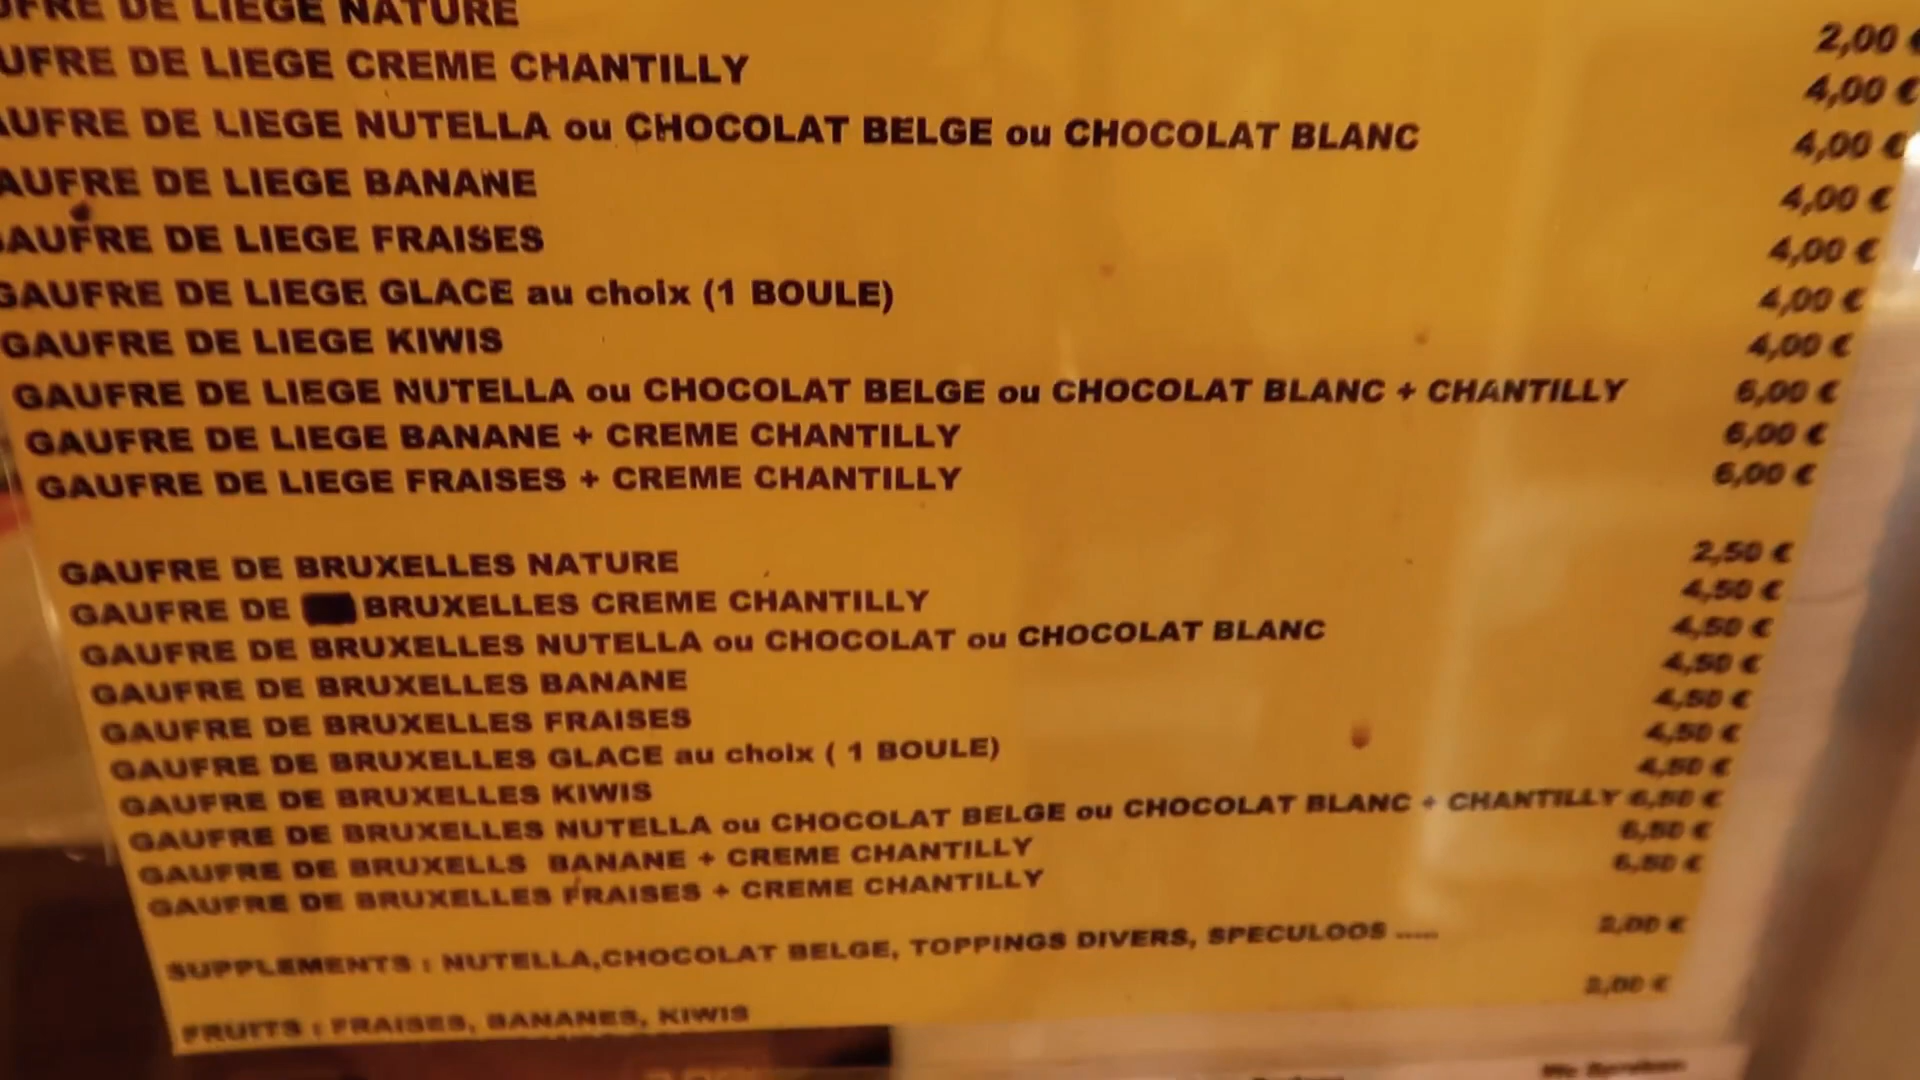 UFRE DE LIEGE NATURE 2,00 €
UFRE DE LIEGE CREME CHANTILLY 4,00 €
AUFRE DE LIEGE NUTELLA ou CHOCOLAT BELGE ou CHOCOLAT BLANC 4,00 €
AUFRE DE LIEGE BANANE 4,00 €
AUFRE DE LIEGE FRAISES 4,00 €
GAUFRE DE LIEGE GLACE au choix (1 BOULE) 4,00 €
GAUFRE DE LIEGE KIWIS 4,00 €
GAUFRE DE LIEGE NUTELLA ou CHOCOLAT BELGE ou CHOCOLAT BLANC + CHANTILLY 6,00 €
GAUFRE DE LIEGE BANANE + CREME CHANTILLY 6,00 €
GAUFRE DE LIEGE FRAISES + CREME CHANTILLY 6,00 €
GAUFRE DE BRUXELLES NATURE 2,50 €
GAUFRE DE BRUXELLES CREME CHANTILLY 4,50 €
GAUFRE DE BRUXELLES NUTELLA ou CHOCOLAT ou CHOCOLAT BLANC 4,50 €
GAUFRE DE BRUXELLES BANANE 4,50 €
GAUFRE DE BRUXELLES FRAISES 4,50 €
GAUFRE DE BRUXELLES GLACE au choix ( 1 BOULE) 4,50 €
GAUFRE DE BRUXELLES KIWIS 4,50 €
GAUFRE DE BRUXELLES NUTELLA ou CHOCOLAT BELGE ou CHOCOLAT BLANC + CHANTILLY 6,50 €
GAUFRE DE BRUXELLS BANANE + CREME CHANTILLY 6,50 €
GAUFRE DE BRUXELLES FRAISES + CREME CHANTILLY 6,50 €
SUPPLEMENTS : NUTELLA,CHOCOLAT BELGE, TOPPINGS DIVERS, SPECULOOS ..... 2,00 €
FRUITS : FRAISES, BANANES, KIWIS 2,00 €